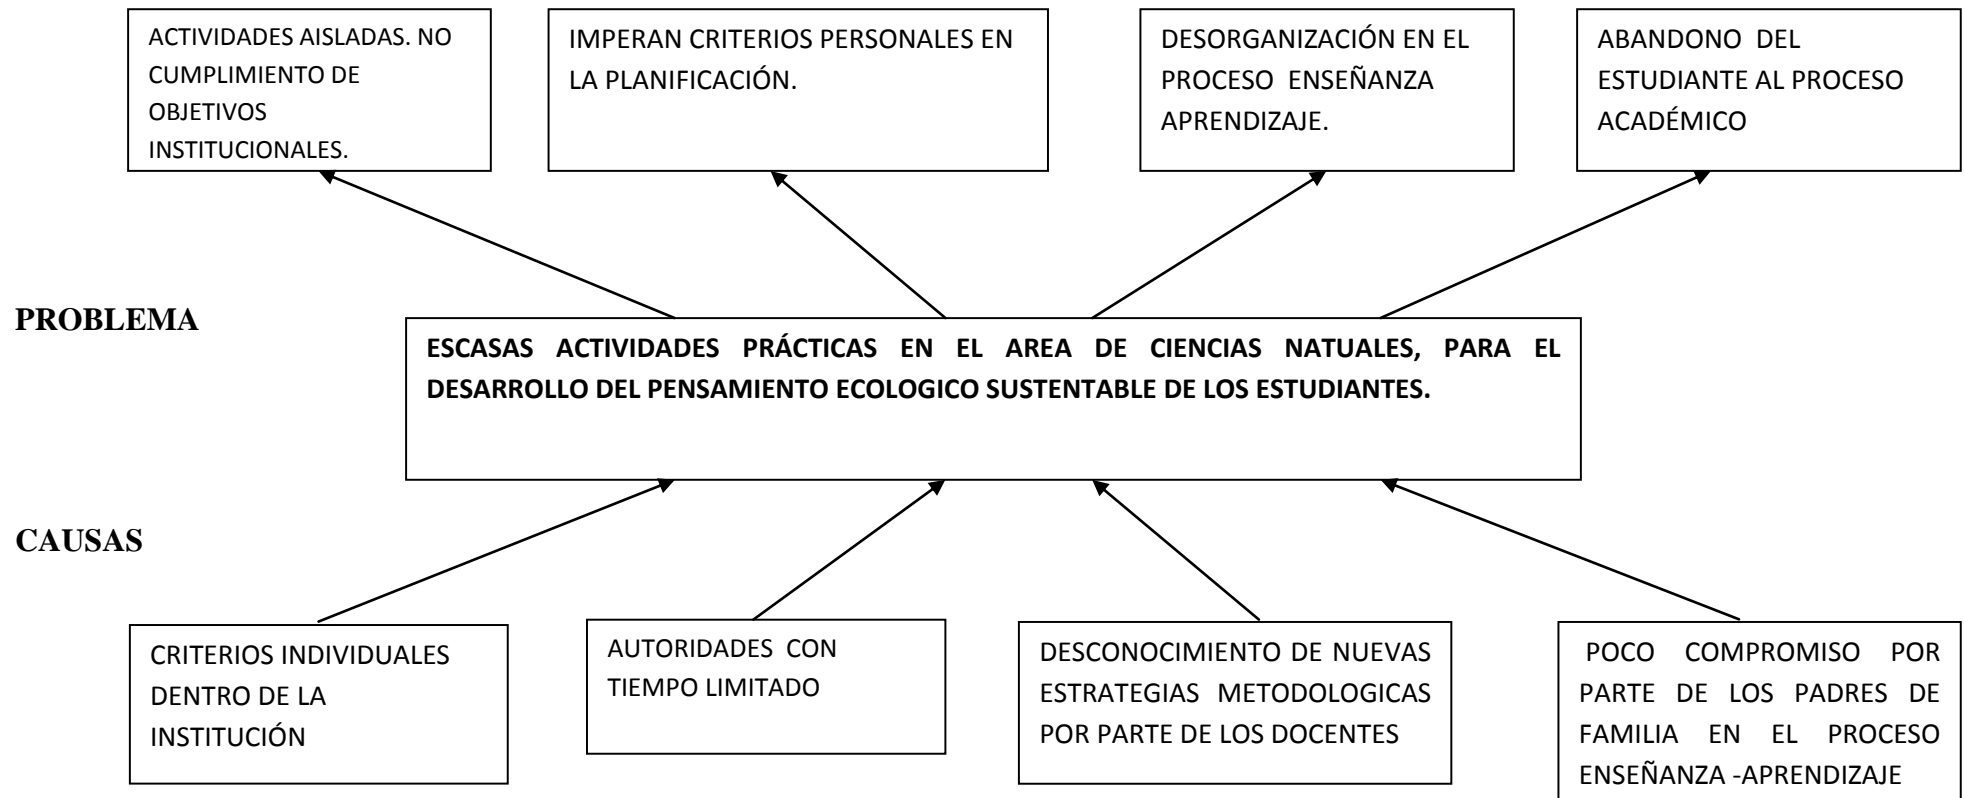 ACTIVIDADES AISLADAS. NO
CUMPLIMIENTO DE
OBJETIVOS
INSTITUCIONALES.
IMPERAN CRITERIOS PERSONALES EN
LA PLANIFICACIÓN.
DESORGANIZACIÓN EN EL
PROCESO ENSEÑANZA
APRENDIZAJE.
ABANDONO DEL
ESTUDIANTE AL PROCESO
ACADÉMICO
PROBLEMA
ESCASAS ACTIVIDADES PRÁCTICAS EN EL AREA DE CIENCIAS NATUALES, PARA EL
DESARROLLO DEL PENSAMIENTO ECOLOGICO SUSTENTABLE DE LOS ESTUDIANTES.
CAUSAS
CRITERIOS INDIVIDUALES
DENTRO DE LA
INSTITUCIÓN
AUTORIDADES CON
TIEMPO LIMITADO
DESCONOCIMIENTO DE NUEVAS
ESTRATEGIAS METODOLOGICAS
POR PARTE DE LOS DOCENTES
POCO COMPROMISO POR
PARTE DE LOS PADRES DE
FAMILIA EN EL PROCESO
ENSEÑANZA -APRENDIZAJE